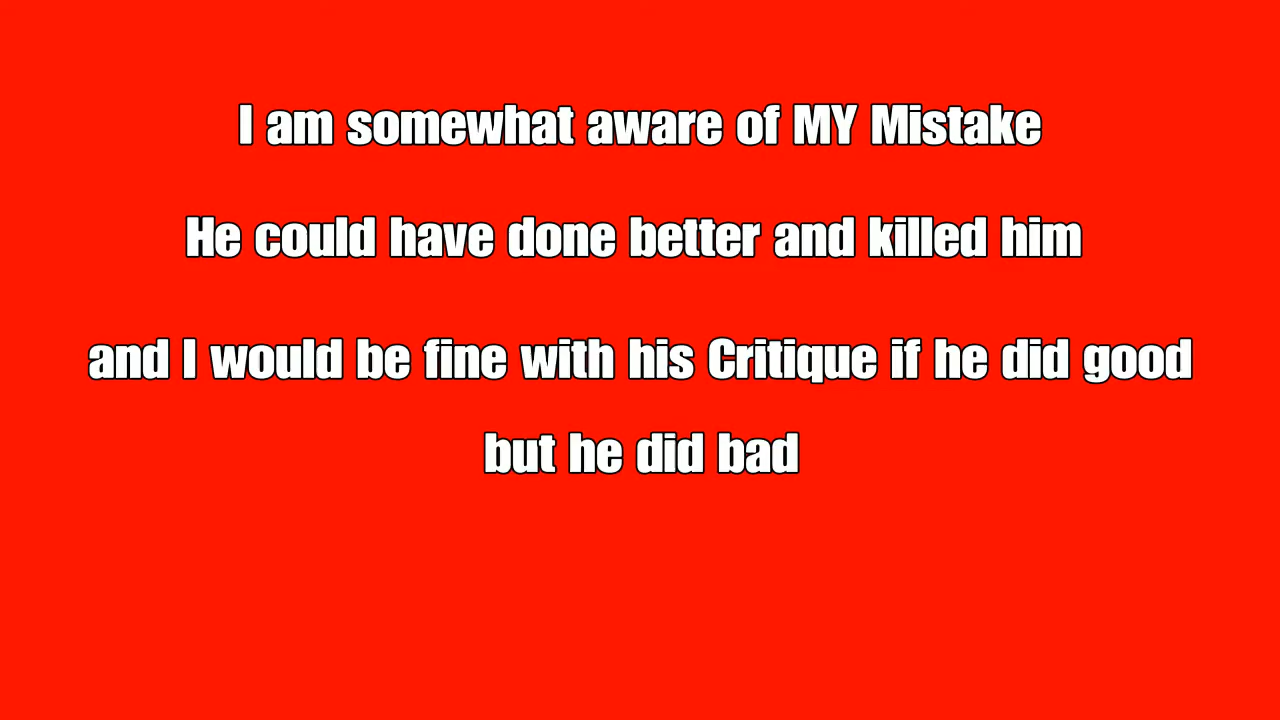 I am somewhat aware of MY Mistake
He could have done better and killed him
and I would be fine with his Critique if he did good
but he did bad